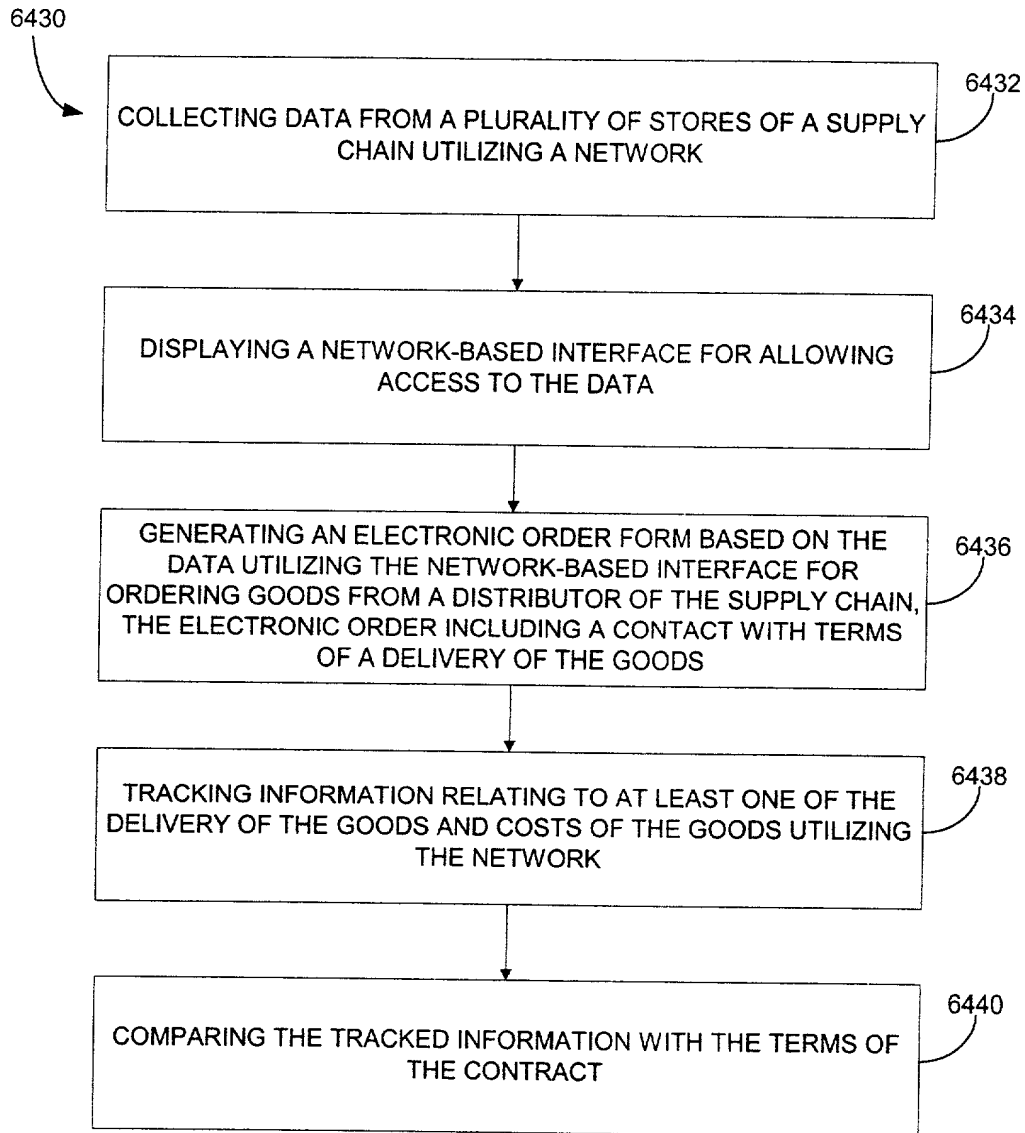 6430
COLLECTING DATA FROM A PLURALITY OF STORES OF A SUPPLY
CHAIN UTILIZING A NETWORK
6432
DISPLAYING A NETWORK-BASED INTERFACE FOR ALLOWING
ACCESS TO THE DATA
6434
GENERATING AN ELECTRONIC ORDER FORM BASED ON THE
DATA UTILIZING THE NETWORK-BASED INTERFACE FOR
ORDERING GOODS FROM A DISTRIBUTOR OF THE SUPPLY CHAIN,
THE ELECTRONIC ORDER INCLUDING A CONTACT WITH TERMS
OF A DELIVERY OF THE GOODS
6436
TRACKING INFORMATION RELATING TO AT LEAST ONE OF THE
DELIVERY OF THE GOODS AND COSTS OF THE GOODS UTILIZING
THE NETWORK
6438
COMPARING THE TRACKED INFORMATION WITH THE TERMS OF
THE CONTRACT
6440